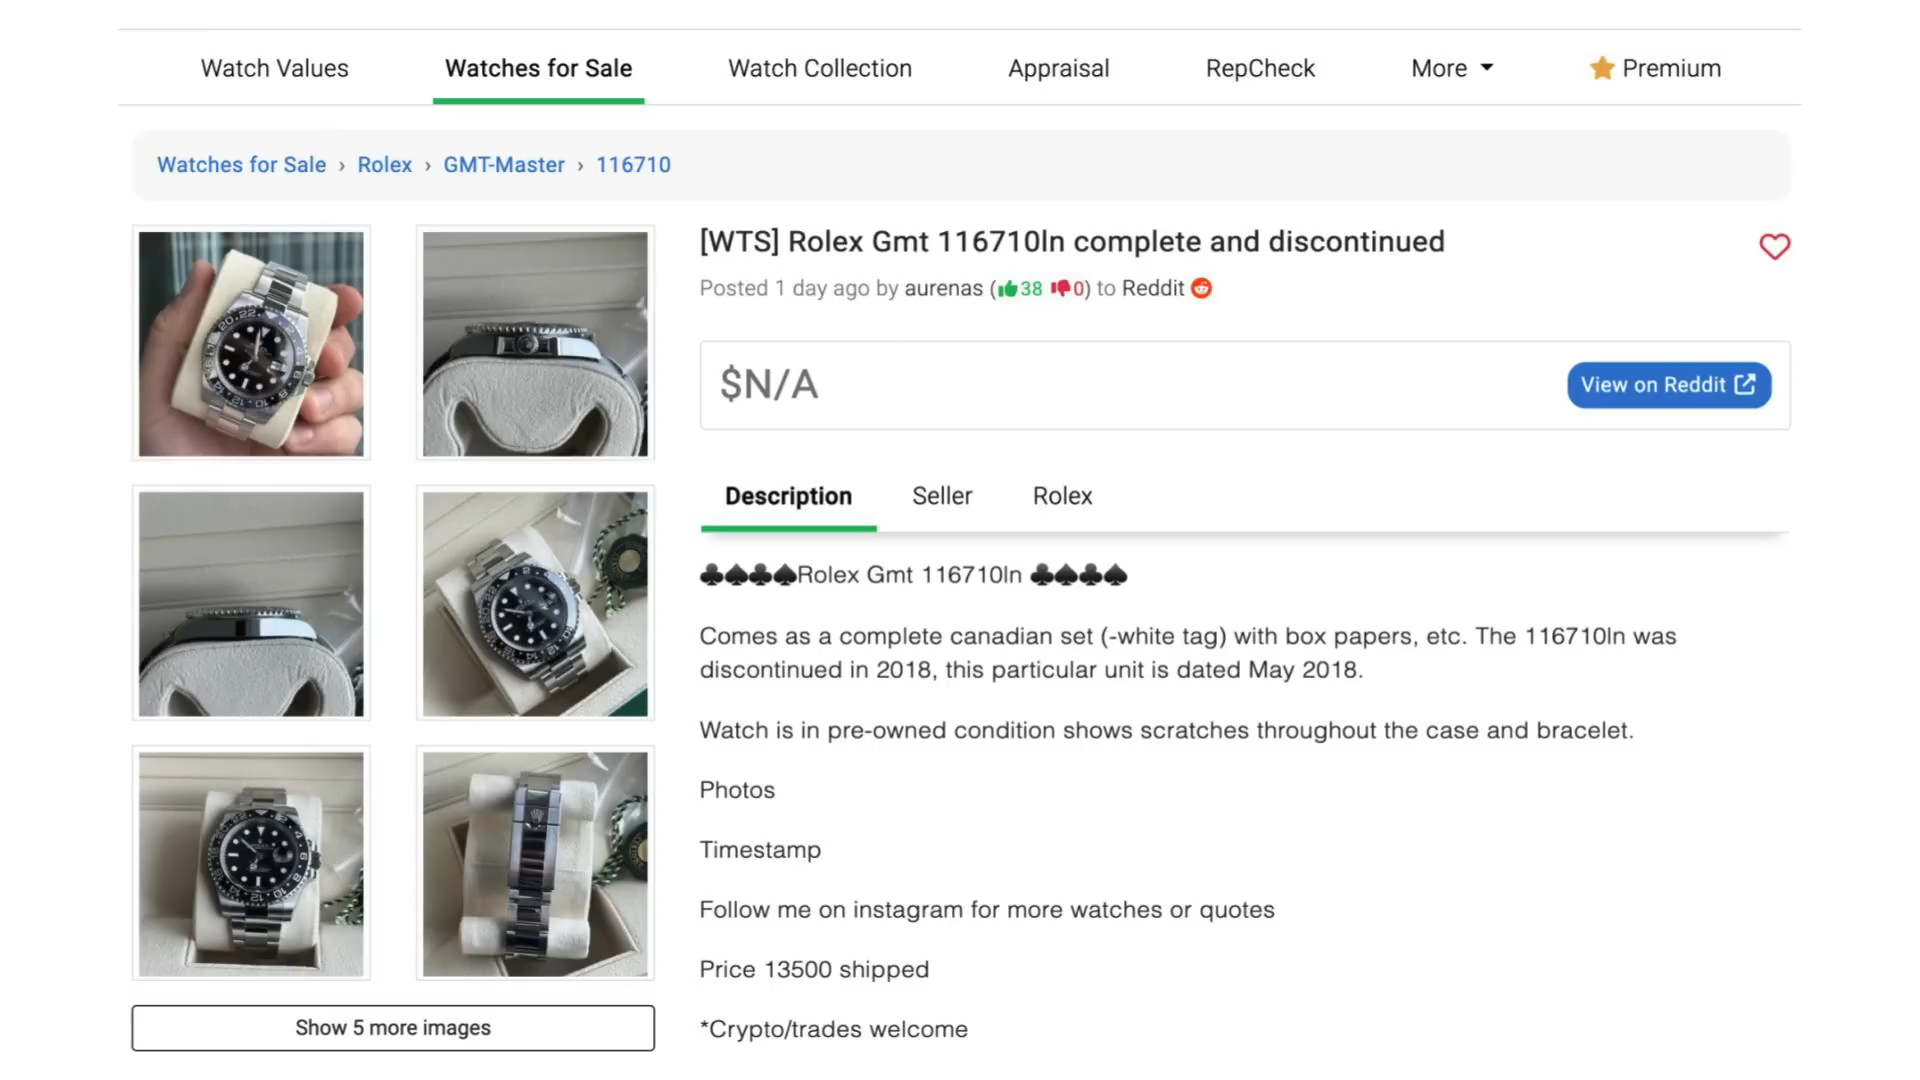 Watch Values Watches for Sale Watch Collection Appraisal RepCheck More Premium
Watches for Sale › Rolex › GMT-Master › 116710
[WTS] Rolex Gmt 116710ln complete and discontinued
Posted 1 day ago by aurenas (38 0) to Reddit
$N/A
View on Reddit
Description Seller Rolex
♣♠♣♠Rolex Gmt 116710ln ♣♠♣♠
Comes as a complete canadian set (-white tag) with box papers, etc. The 116710ln was
discontinued in 2018, this particular unit is dated May 2018.
Watch is in pre-owned condition shows scratches throughout the case and bracelet.
Photos
Timestamp
Follow me on instagram for more watches or quotes
Price 13500 shipped
*Crypto/trades welcome
Show 5 more images